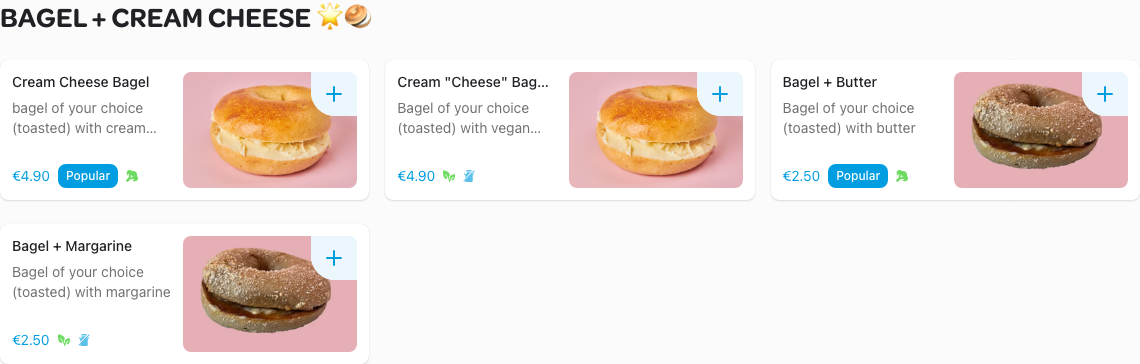 BAGEL + CREAM CHEESE 🌟🥯
Cream Cheese Bagel
bagel of your choice
(toasted) with cream...
€4.90 Popular
Cream "Cheese" Bag...
Bagel of your choice
(toasted) with vegan...
€4.90
Bagel + Butter
Bagel of your choice
(toasted) with butter
€2.50 Popular
Bagel + Margarine
Bagel of your choice
(toasted) with margarine
€2.50